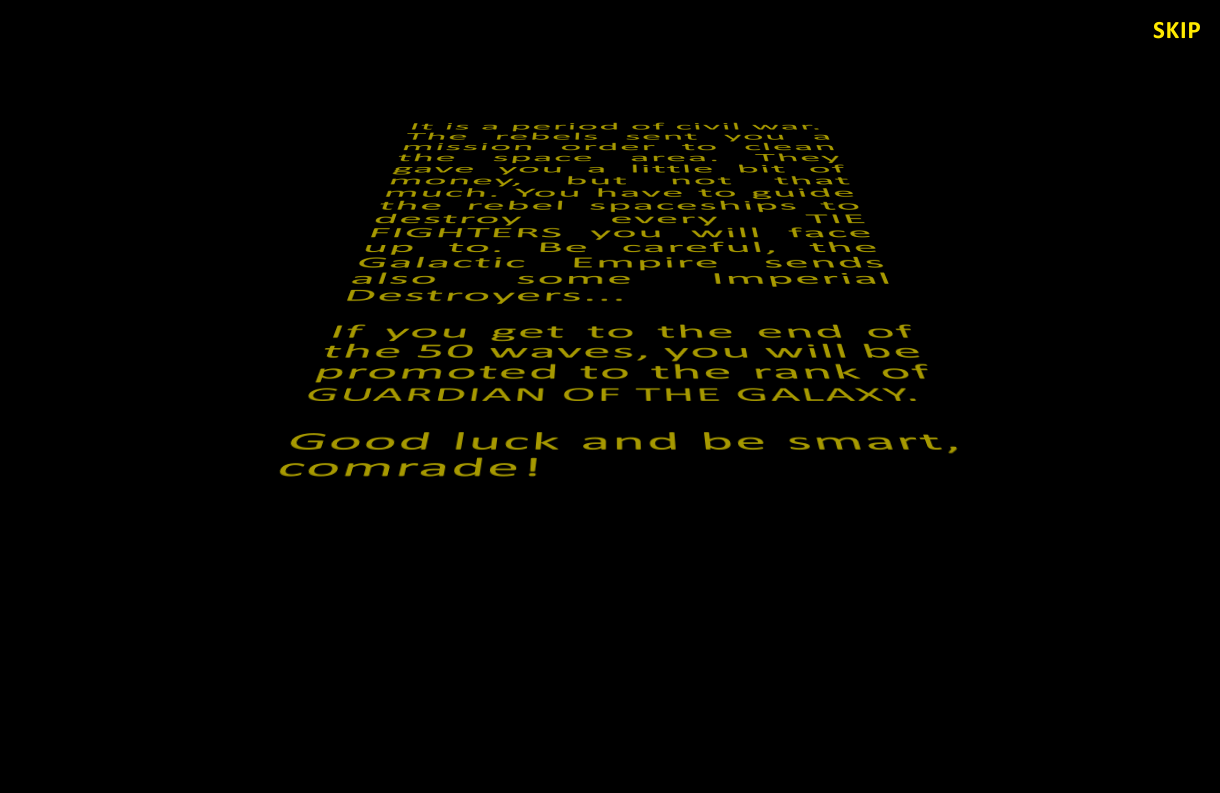 SKIP
It is a period of civil war.
The rebels sent you a
mission order to clean
the space area. They
gave you a little bit of
money, but not that
much. You have to guide
the rebel spaceships to
destroy every TIE
FIGHTERS you will face
up to. Be careful, the
Galactic Empire sends
also some Imperial
Destroyers...
If you get to the end of
the 50 waves, you will be
promoted to the rank of
GUARDIAN OF THE GALAXY.
Good luck and be smart,
comrade!